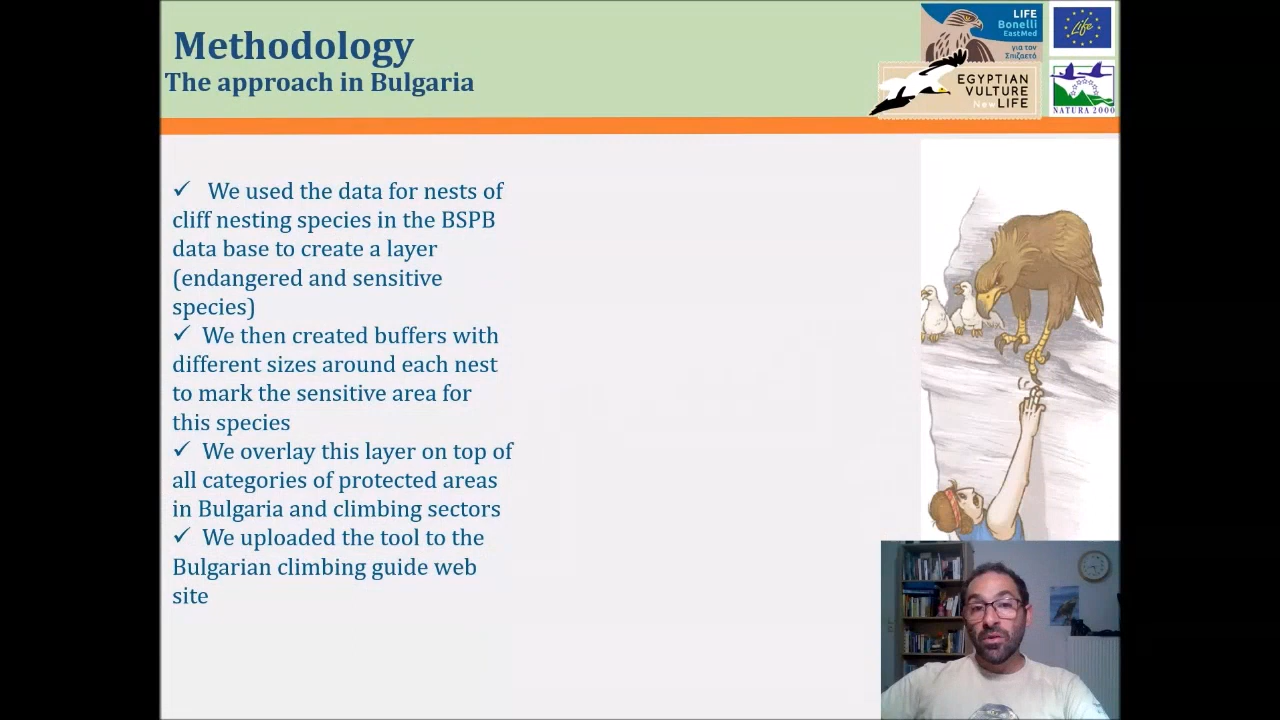 Methodology
The approach in Bulgaria
LIFE
Bonelli
EastMed
για τον
Σπιζαετό
EGYPTIAN
VULTURE
New LIFE
Life
NATURA 2000
✓ We used the data for nests of
cliff nesting species in the BSPB
data base to create a layer
(endangered and sensitive
species)
✓ We then created buffers with
different sizes around each nest
to mark the sensitive area for
this species
✓ We overlay this layer on top of
all categories of protected areas
in Bulgaria and climbing sectors
✓ We uploaded the tool to the
Bulgarian climbing guide web
site